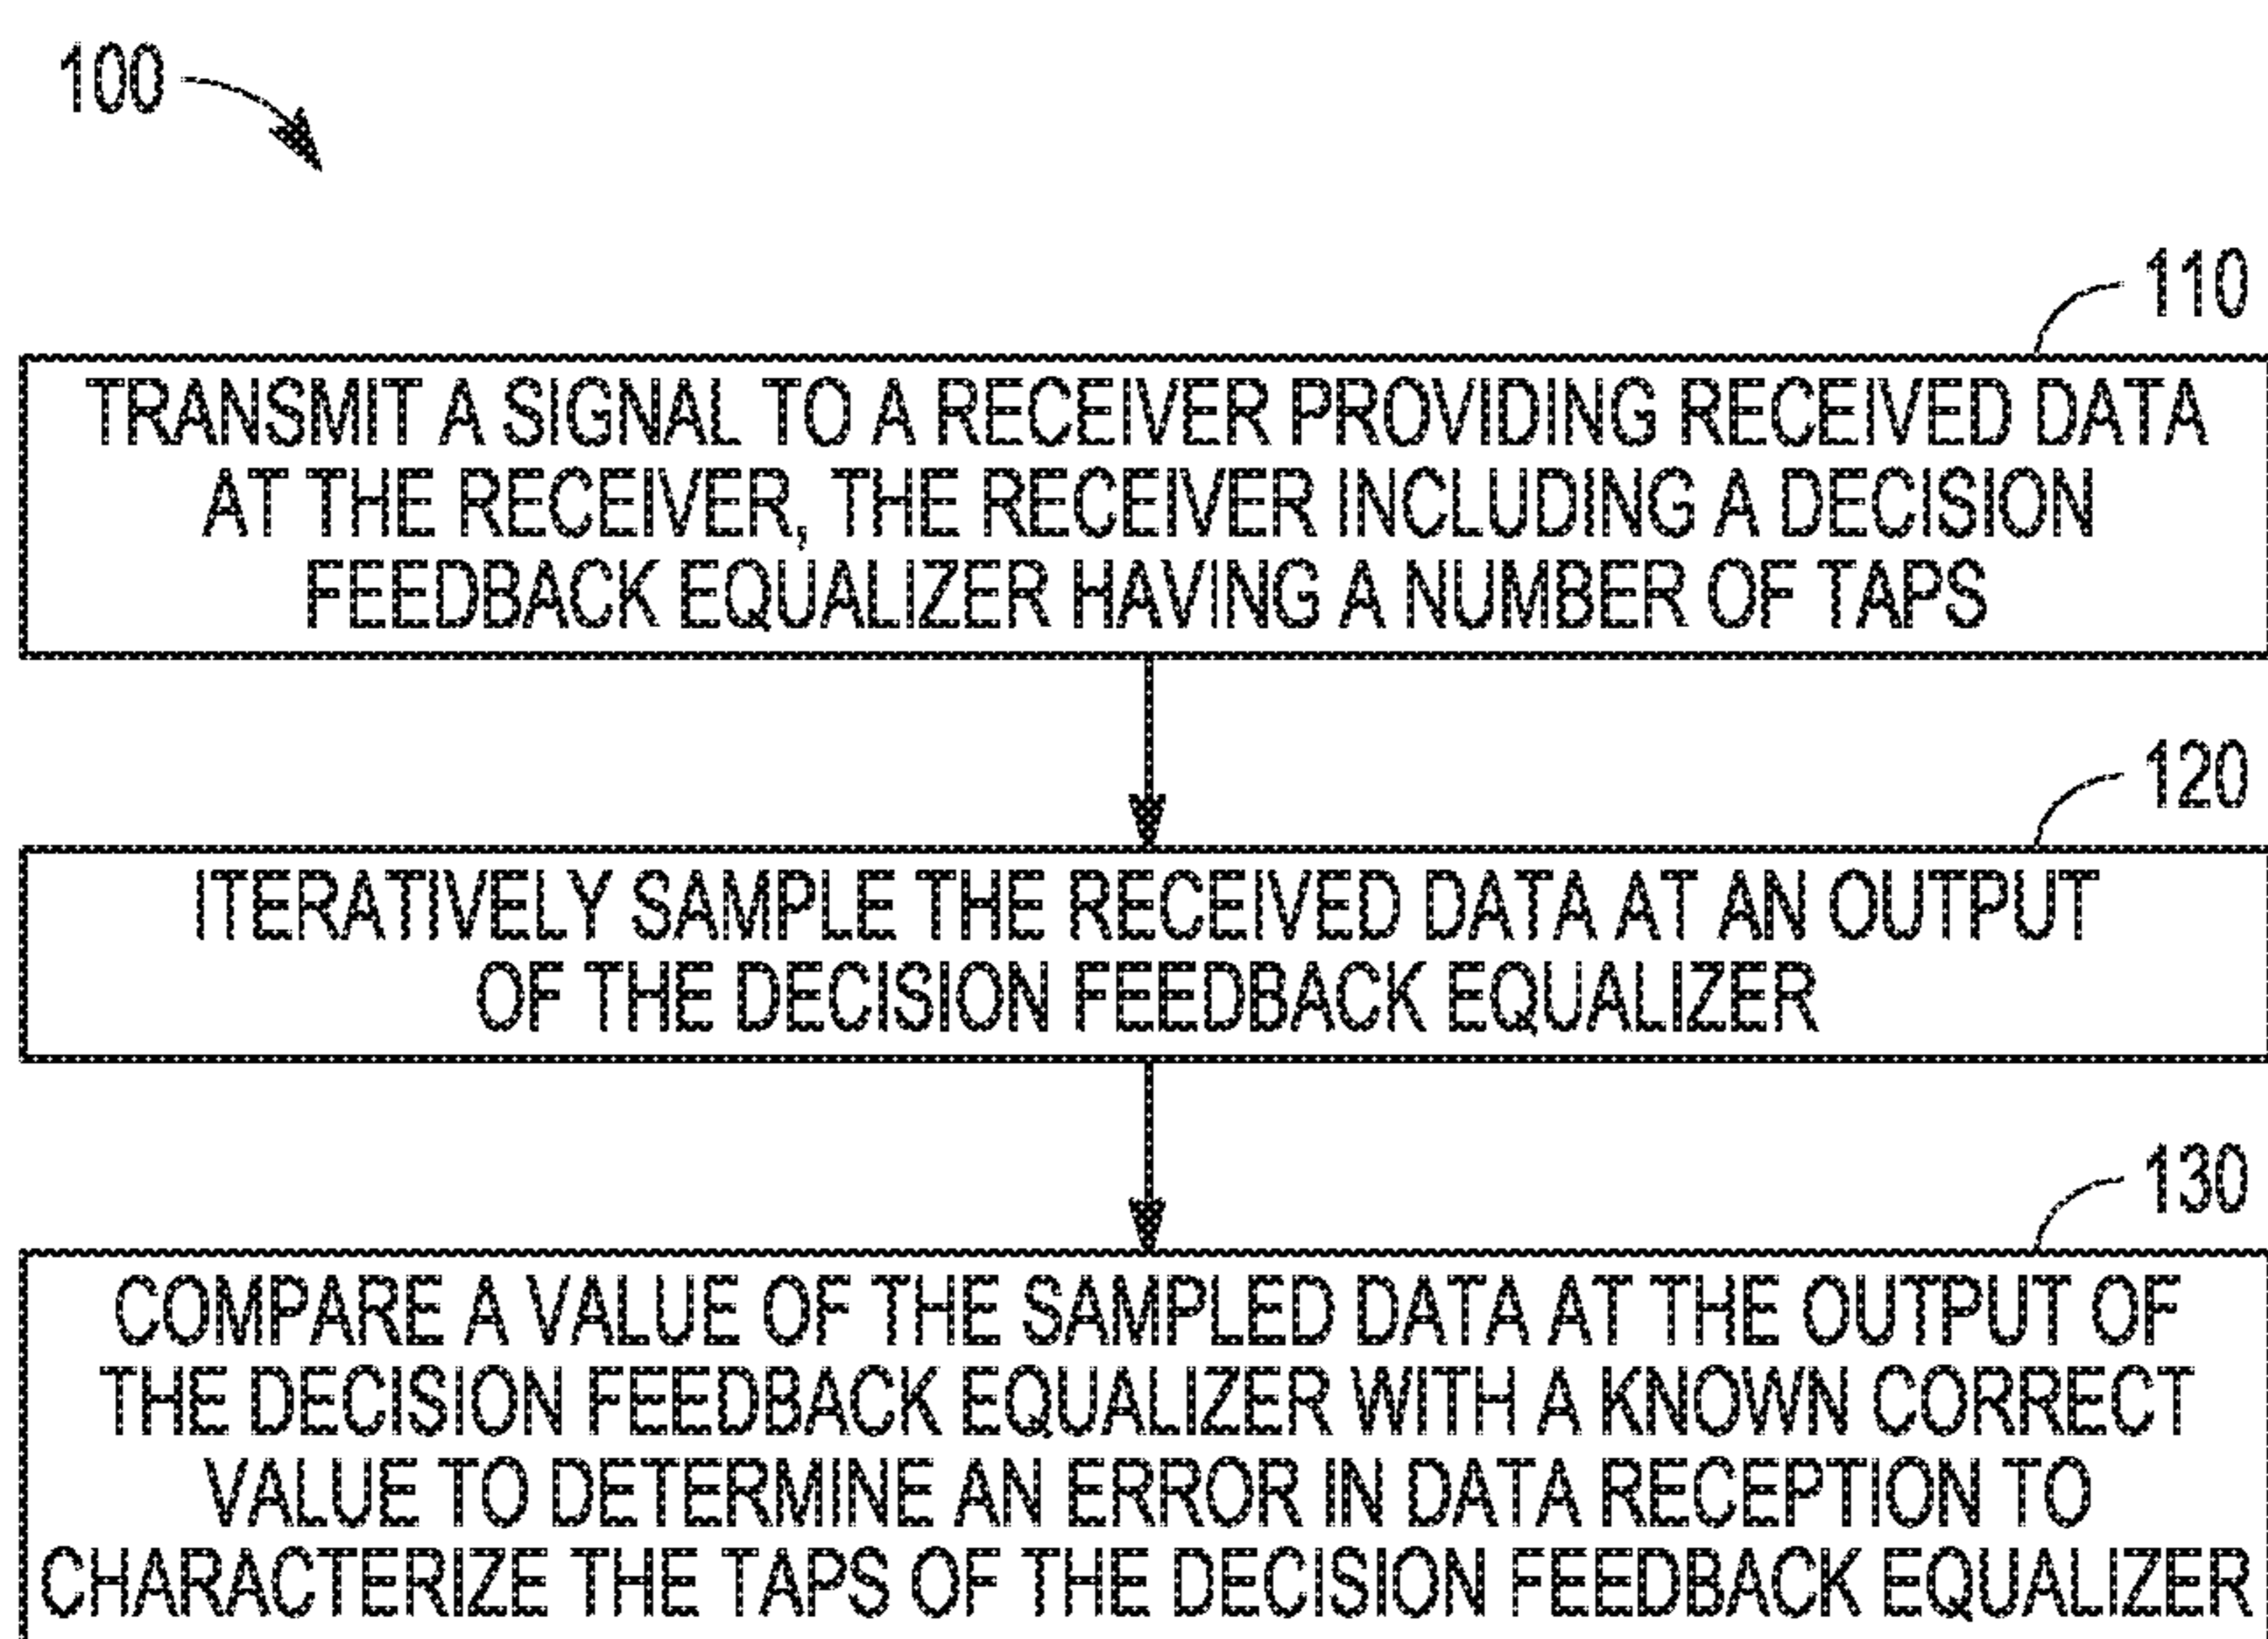 100
110
TRANSMIT A SIGNAL TO A RECEIVER PROVIDING RECEIVED DATA
AT THE RECEIVER, THE RECEIVER INCLUDING A DECISION
FEEDBACK EQUALIZER HAVING A NUMBER OF TAPS
120
ITERATIVELY SAMPLE THE RECEIVED DATA AT AN OUTPUT
OF THE DECISION FEEDBACK EQUALIZER
130
COMPARE A VALUE OF THE SAMPLED DATA AT THE OUTPUT OF
THE DECISION FEEDBACK EQUALIZER WITH A KNOWN CORRECT
VALUE TO DETERMINE AN ERROR IN DATA RECEPTION TO
CHARACTERIZE THE TAPS OF THE DECISION FEEDBACK EQUALIZER